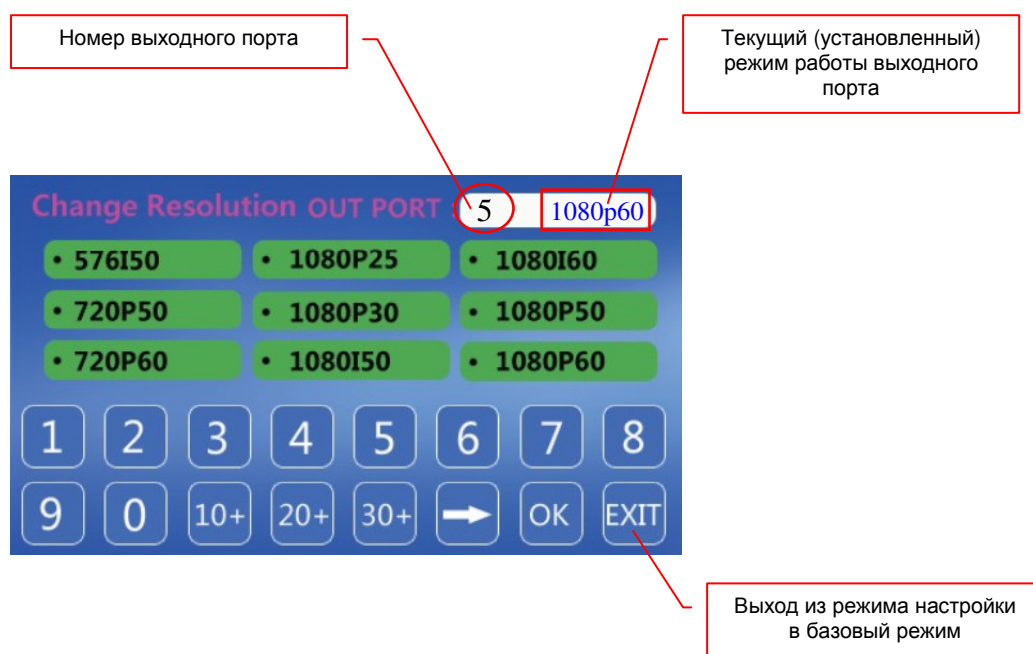 Номер выходного порта
Текущий (установленный)
режим работы выходного
порта
Change Resolution OUT PORT : 5 1080p60
• 576I50 • 1080P25 • 1080I60
• 720P50 • 1080P30 • 1080P50
• 720P60 • 1080I50 • 1080P60
1 2 3 4 5 6 7 8
9 0 10+ 20+ 30+ → OK EXIT
Выход из режима настройки
в базовый режим